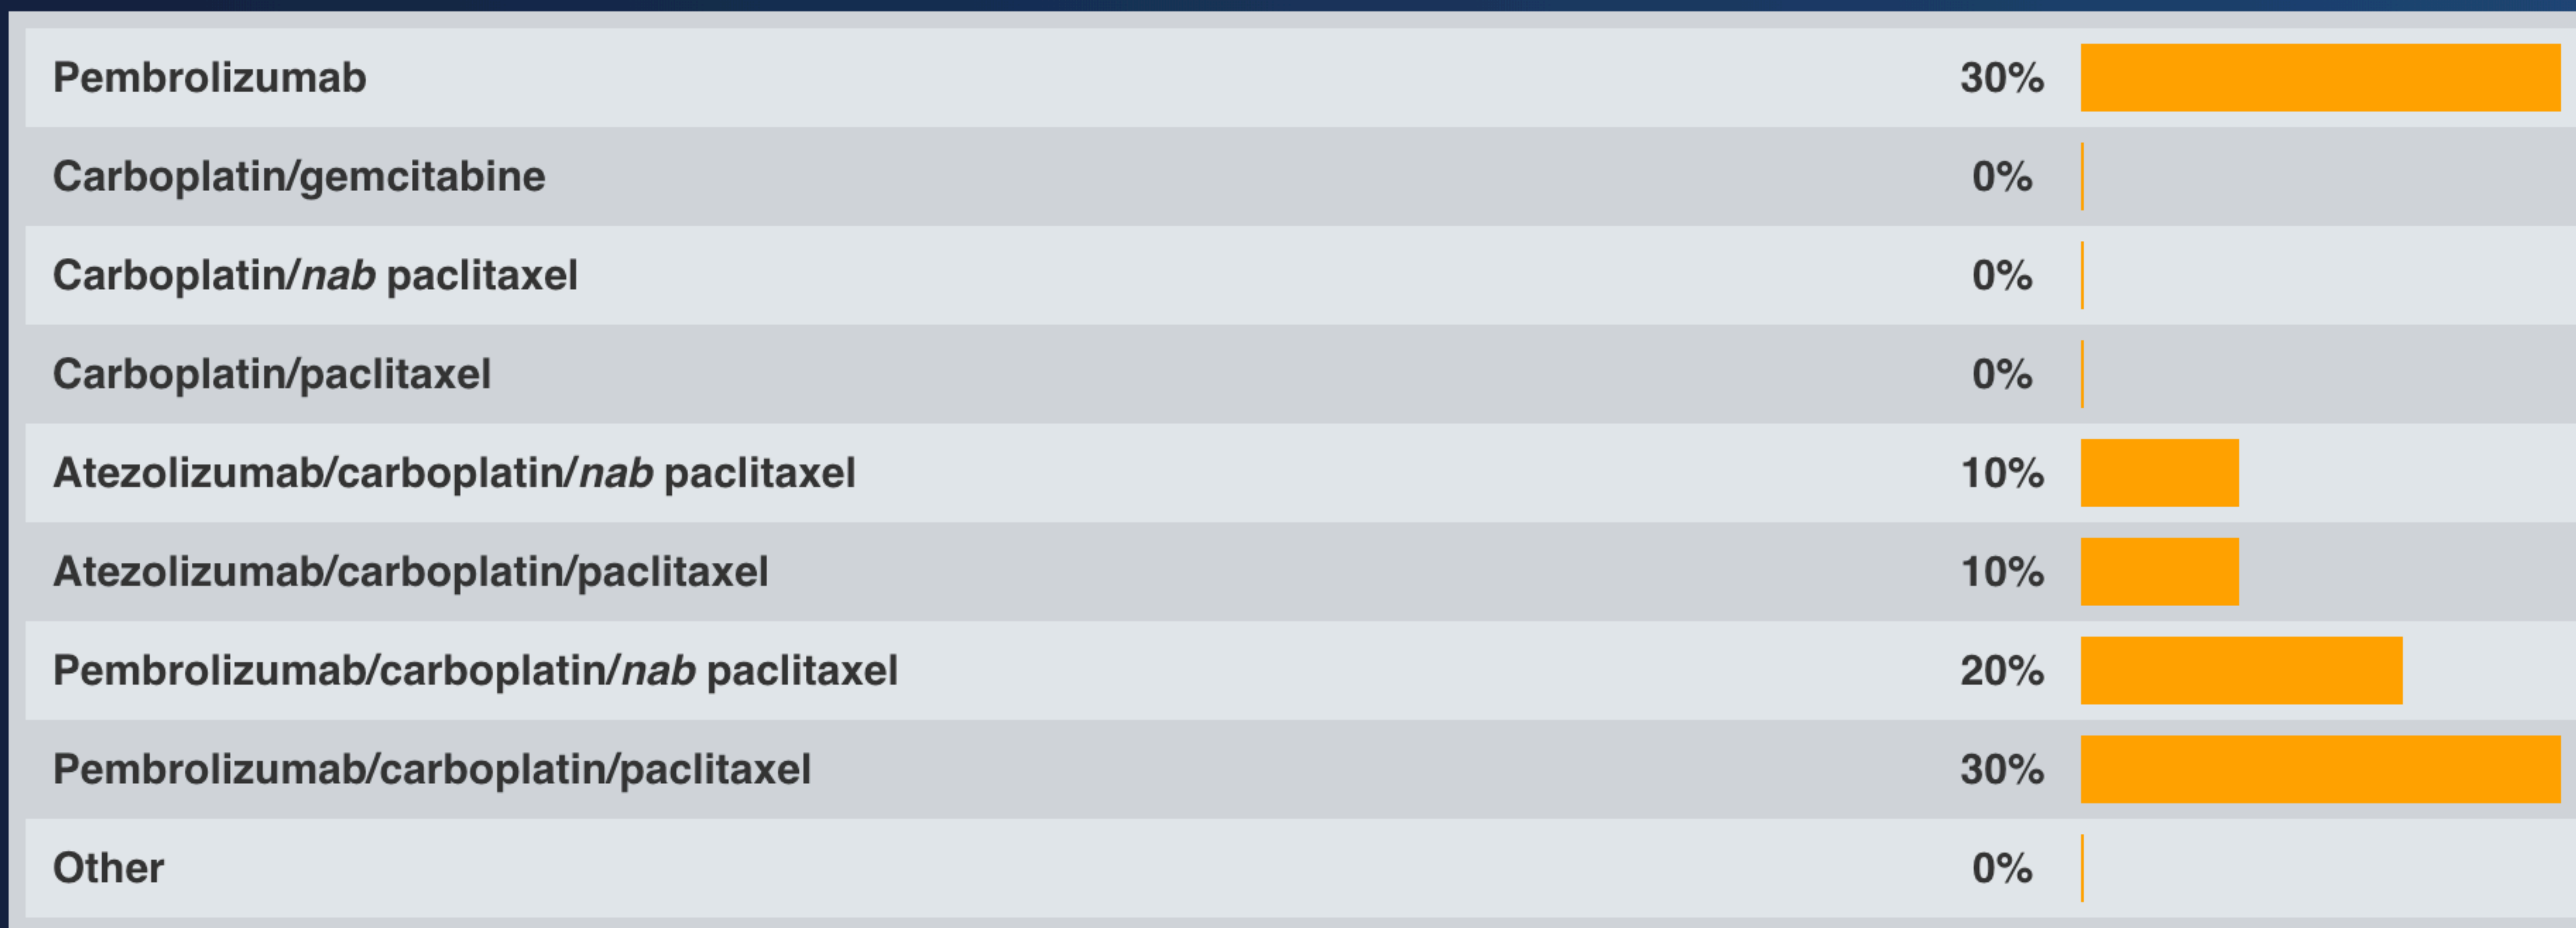 Pembrolizumab 30%
Carboplatin/gemcitabine 0%
Carboplatin/nab paclitaxel 0%
Carboplatin/paclitaxel 0%
Atezolizumab/carboplatin/nab paclitaxel 10%
Atezolizumab/carboplatin/paclitaxel 10%
Pembrolizumab/carboplatin/nab paclitaxel 20%
Pembrolizumab/carboplatin/paclitaxel 30%
Other 0%